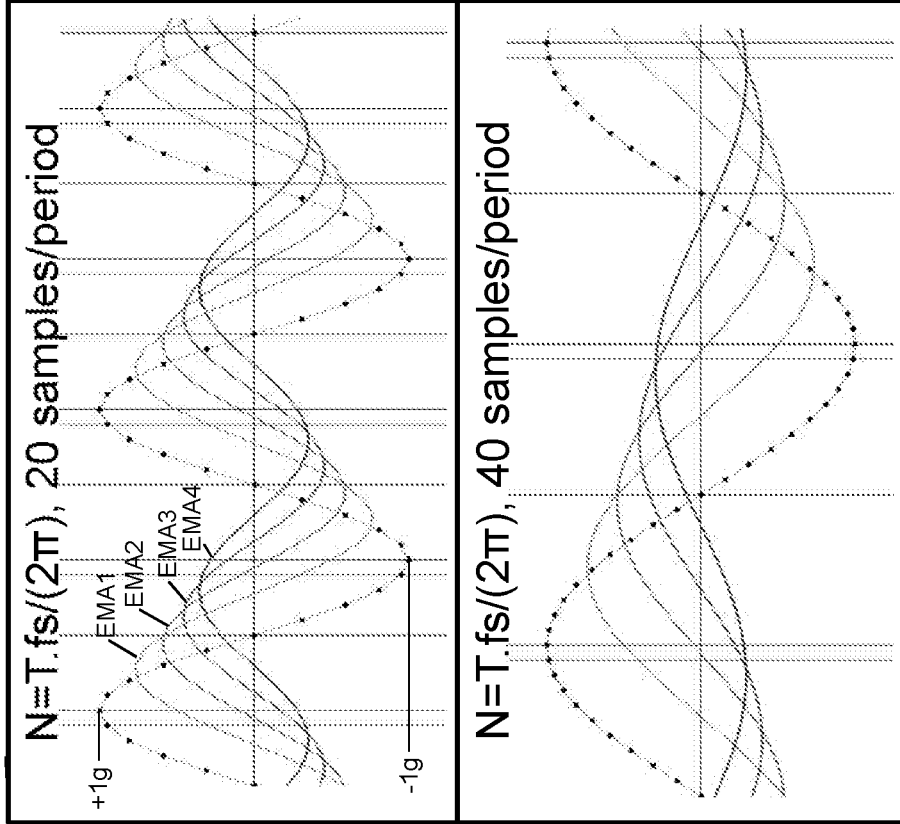 N=T.fs/(2π), 20 samples/period
+1g
EMA1
EMA2
EMA3
EMA4
-1g
N=T.fs/(2π), 40 samples/period